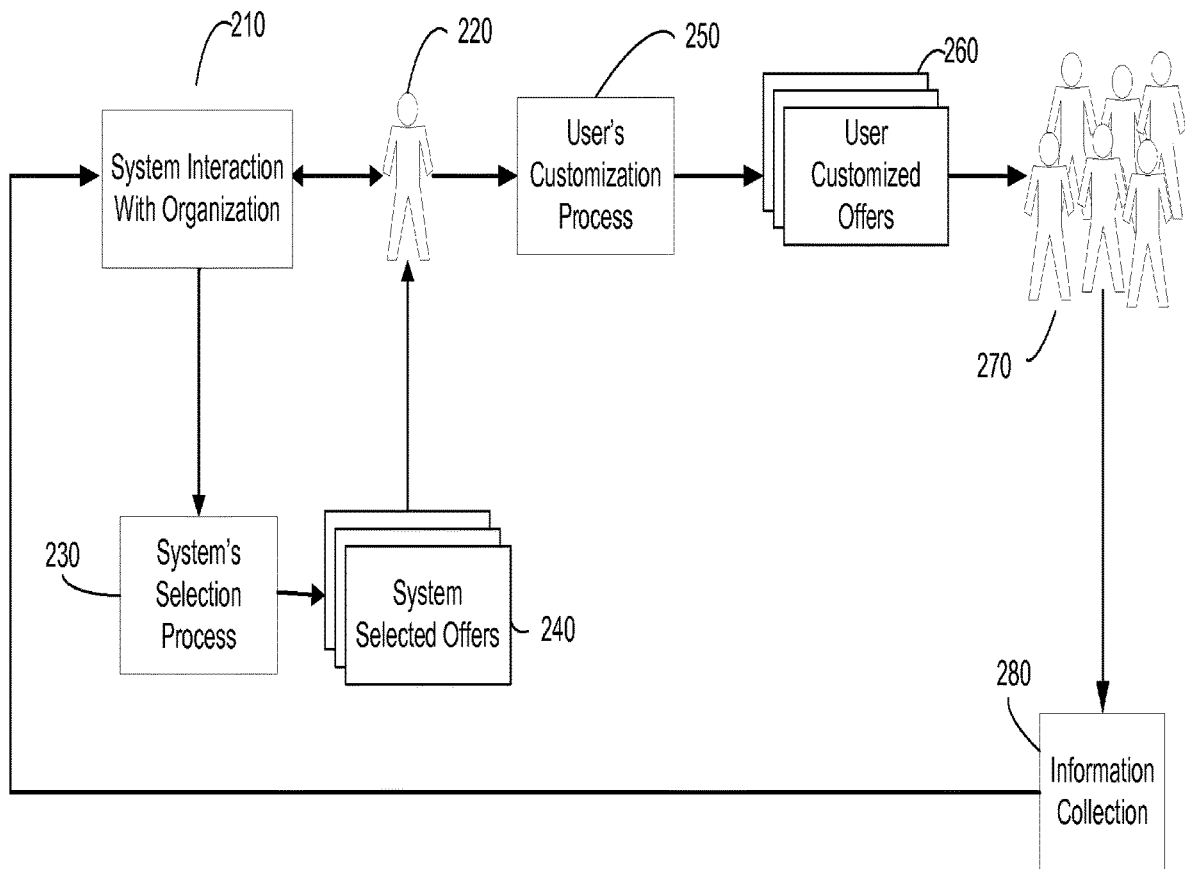 210
220
250
260
System Interaction
With Organization
User's
Customization
Process
User
Customized
Offers
270
230
System's
Selection
Process
System
Selected Offers
240
280
Information
Collection